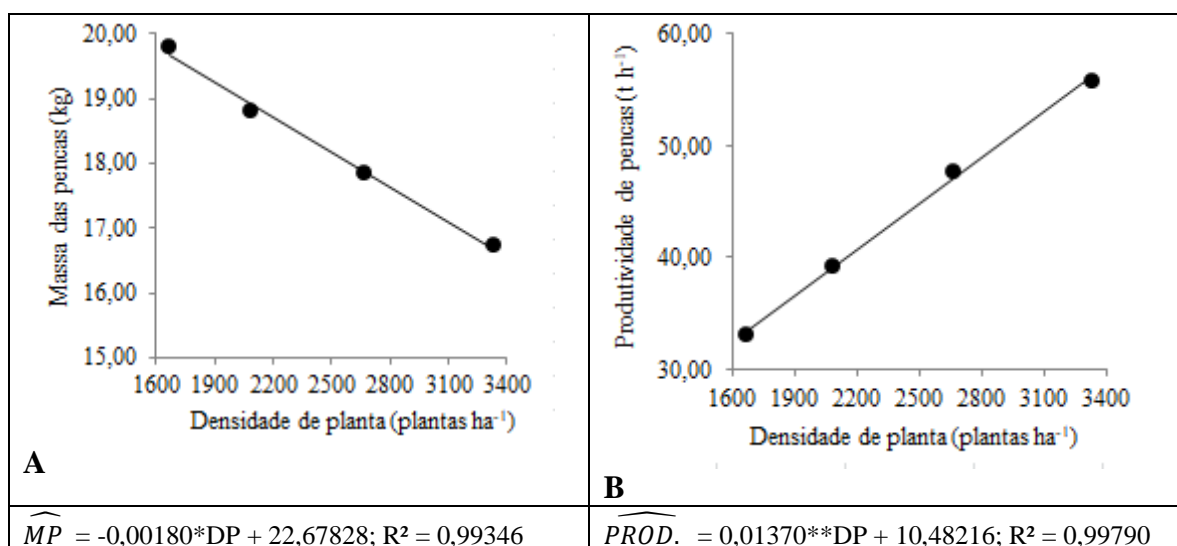 20,00
19,00
18,00
17,00
16,00
15,00
Massa das pencas (kg)
1600 1900 2200 2500 2800 3100 3400
Densidade de planta (plantas ha⁻¹)
A
60,00
50,00
40,00
30,00
Produtividade de pencas (t h⁻¹)
1600 1900 2200 2500 2800 3100 3400
Densidade de planta (plantas ha⁻¹)
B
M̂P = -0,00180*DP + 22,67828; R² = 0,99346
P̂ROD. = 0,01370**DP + 10,48216; R² = 0,99790